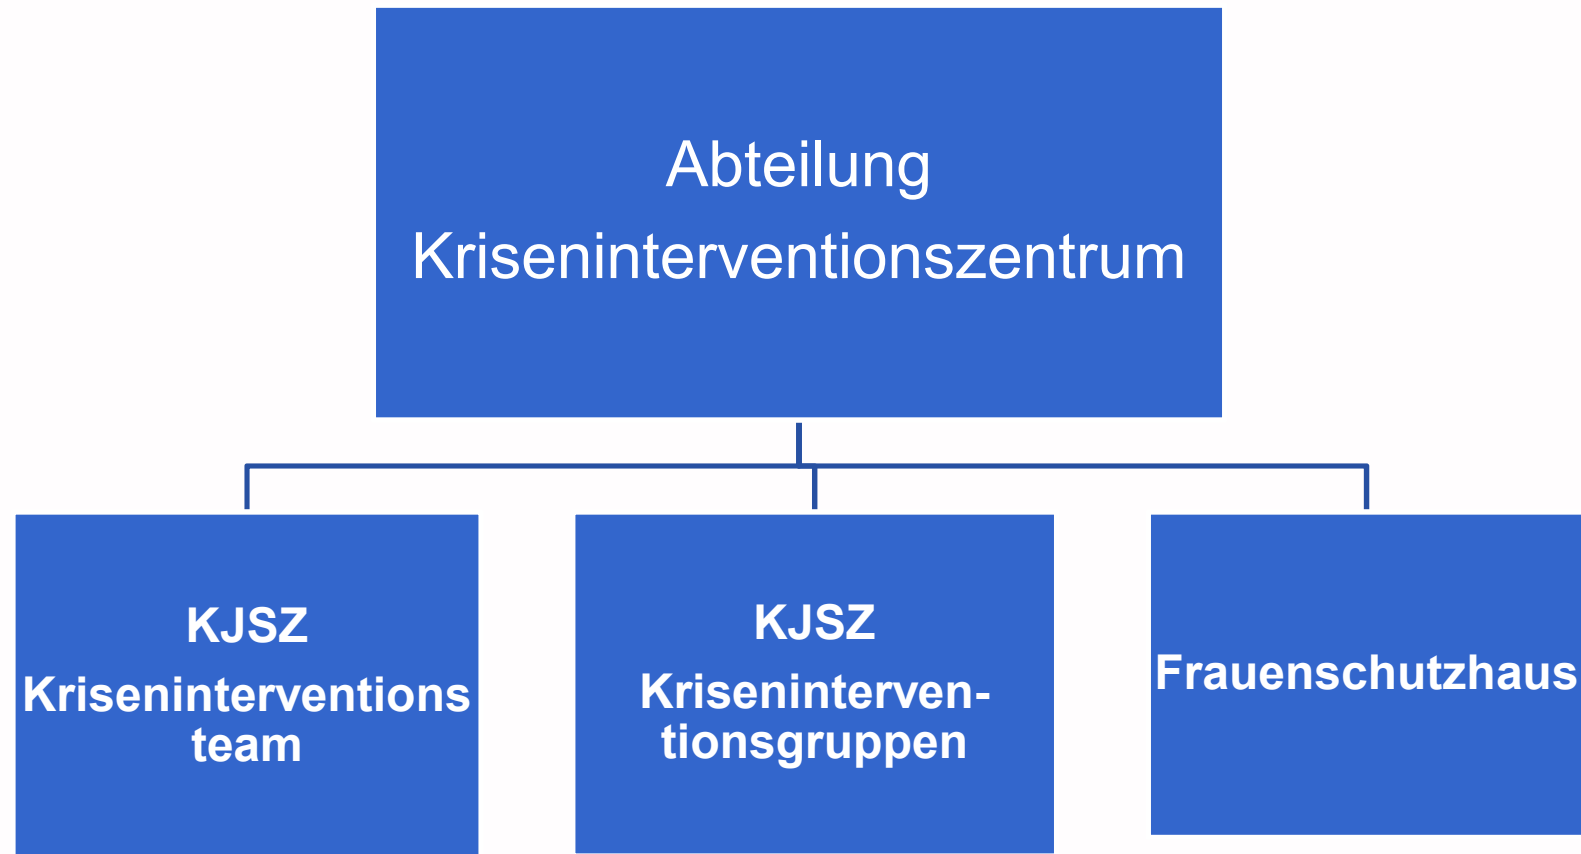 Abteilung
Kriseninterventionszentrum
KJSZ
Kriseninterventions
team
KJSZ
Kriseninterven-
tionsgruppen
Frauenschutzhaus